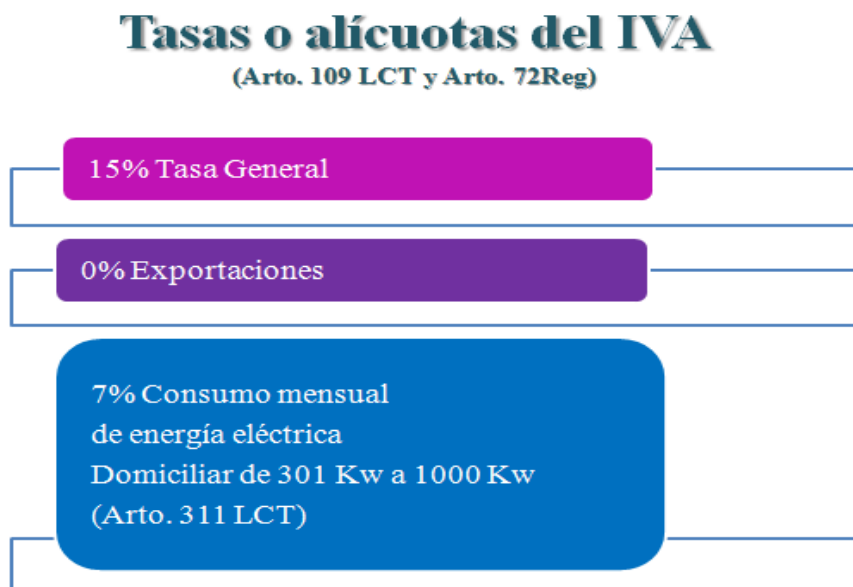 Tasas o alícuotas del IVA
(Arto. 109 LCT y Arto. 72Reg)
15% Tasa General
0% Exportaciones
7% Consumo mensual
de energía eléctrica
Domiciliar de 301 Kw a 1000 Kw
(Arto. 311 LCT)